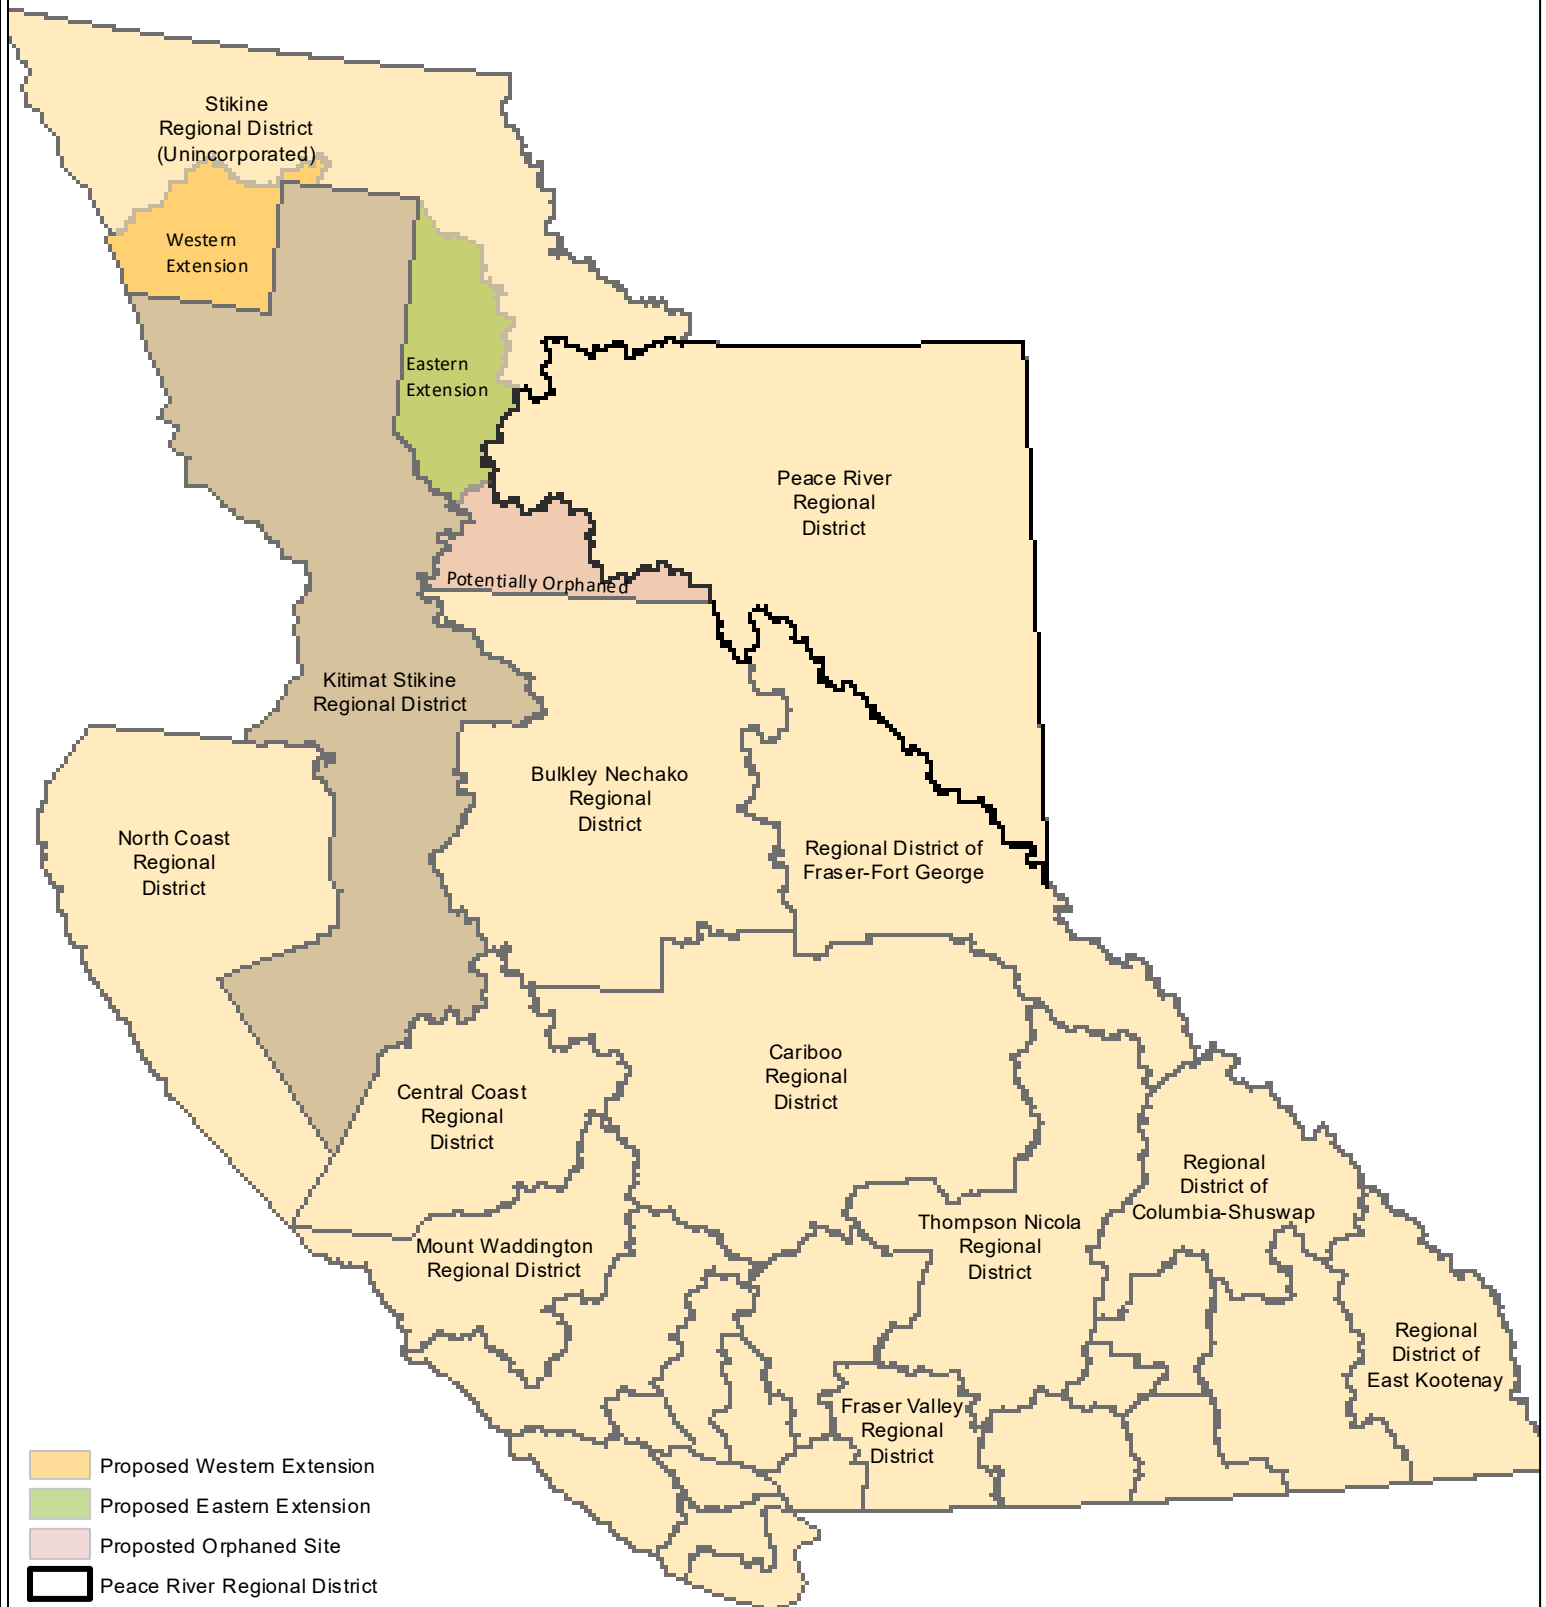 Stikine
Regional District
(Unincorporated)
Western
Extension
Eastern
Extension
Peace River
Regional
District
Potentially Orphaned
Kitimat Stikine
Regional District
Bulkley Nechako
Regional
District
North Coast
Regional
District
Regional District of
Fraser-Fort George
Cariboo
Regional
District
Central Coast
Regional
District
Regional
District of
Columbia-Shuswap
Thompson Nicola
Regional
District
Mount Waddington
Regional District
Regional
District of
East Kootenay
Fraser Valley
Regional
District
Proposed Western Extension
Proposed Eastern Extension
Proposted Orphaned Site
Peace River Regional District